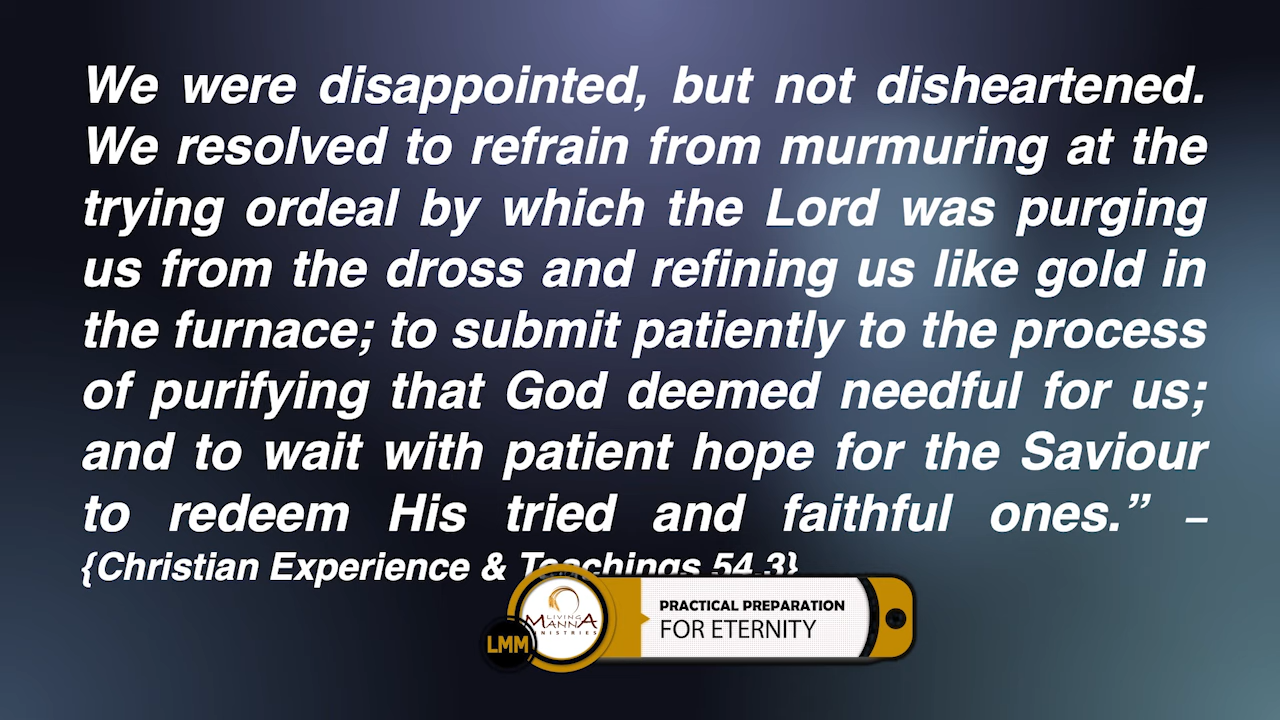 We were disappointed, but not disheartened.
We resolved to refrain from murmuring at the
trying ordeal by which the Lord was purging
us from the dross and refining us like gold in
the furnace; to submit patiently to the process
of purifying that God deemed needful for us;
and to wait with patient hope for the Saviour
to redeem His tried and faithful ones.” –
{Christian Experience & Teachings 54.3}
PRACTICAL PREPARATION
FOR ETERNITY
LIVING
MANNA
MINISTRIES
LMM